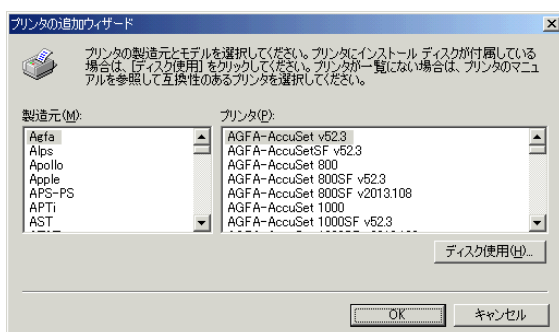 プリンタの追加ウィザード
プリンタの製造元とモデルを選択してください。プリンタにインストール ディスクが付属している
場合は、[ディスク使用] をクリックしてください。プリンタが一覧にない場合は、プリンタのマニュ
アルを参照して互換性のあるプリンタを選択してください。
製造元(M):
Agfa
Alps
Apollo
Apple
APS-PS
APTi
AST
プリンタ(P):
AGFA-AccuSet v52.3
AGFA-AccuSetSF v52.3
AGFA-AccuSet 800
AGFA-AccuSet 800SF v52.3
AGFA-AccuSet 800SF v2013.108
AGFA-AccuSet 1000
AGFA-AccuSet 1000SF v52.3
ディスク使用(H)...
OK
キャンセル